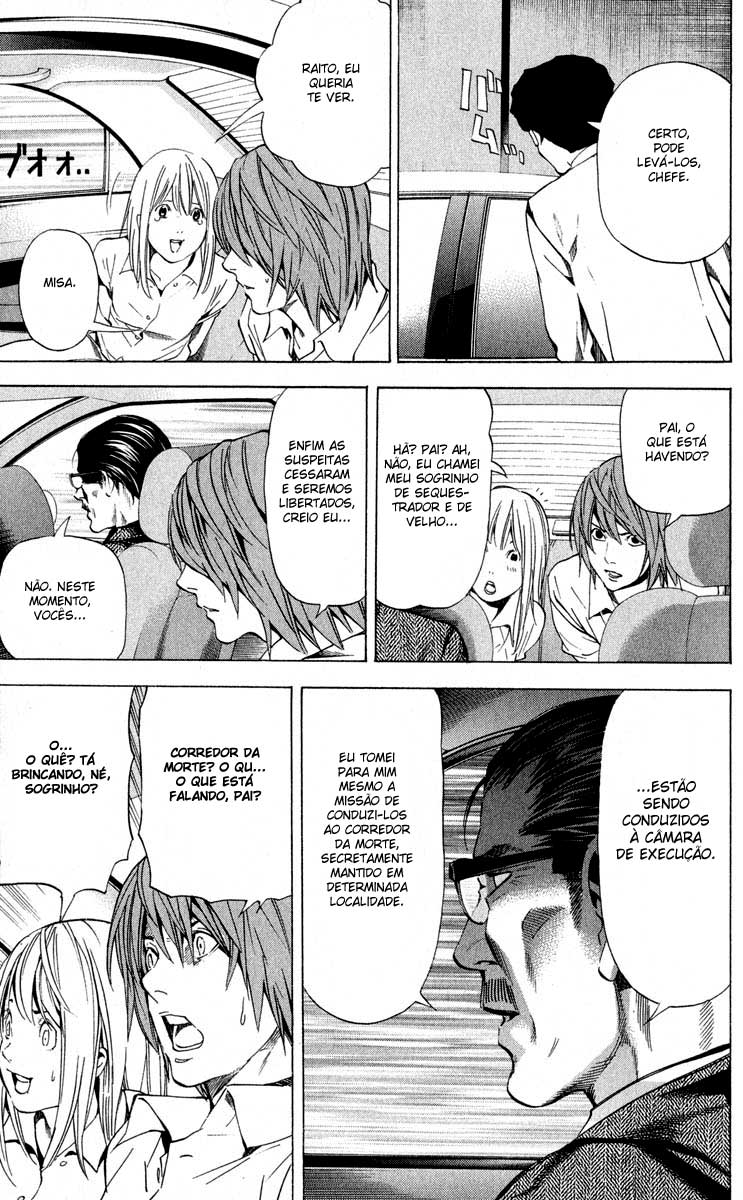 CERTO,
PODE
LEVÁ-LOS,
CHEFE.
バ
ム
RAITO, EU
QUERIA
TE VER.
ブオォ..
MISA.
PAI, O
QUE ESTÁ
HAVENDO?
HÃ? PAI? AH,
NÃO, EU CHAMEI
MEU SOGRINHO
DE SEQUES-
TRADOR E DE
VELHO...
ENFIM AS
SUSPEITAS
CESSARAM
E SEREMOS
LIBERTADOS,
CREIO EU...
NÃO. NESTE
MOMENTO,
VOCÊS...
...ESTÃO
SENDO
CONDUZIDOS
À CÂMARA
DE EXECUÇÃO.
EU TOMEI
PARA MIM
MESMO A
MISSÃO DE
CONDUZI-LOS
AO CORREDOR
DA MORTE,
SECRETAMENTE
MANTIDO EM
DETERMINADA
LOCALIDADE.
CORREDOR DA
MORTE? O QU...
O QUE ESTÁ
FALANDO, PAI?
O...
O QUÊ? TÁ
BRINCANDO, NÉ,
SOGRINHO?